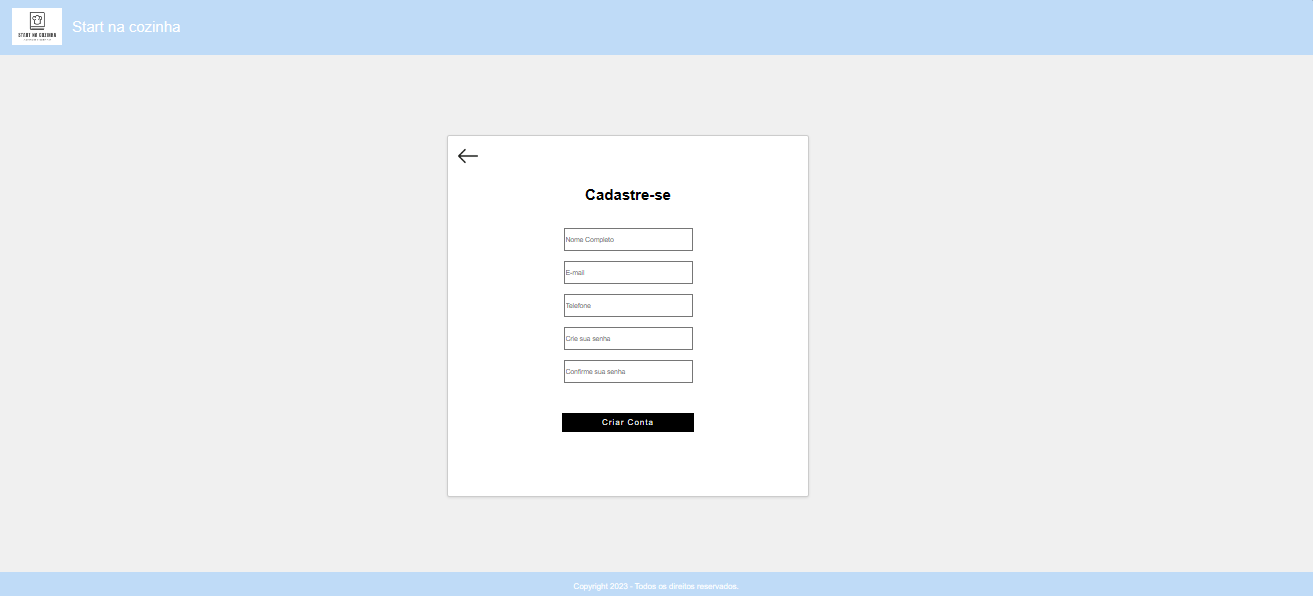 START NA COZINHA
Start na cozinha
Cadastre-se
Nome Completo
E-mail
Telefone
Crie sua senha
Confirme sua senha
Criar Conta
Copyright 2023 - Todos os direitos reservados.